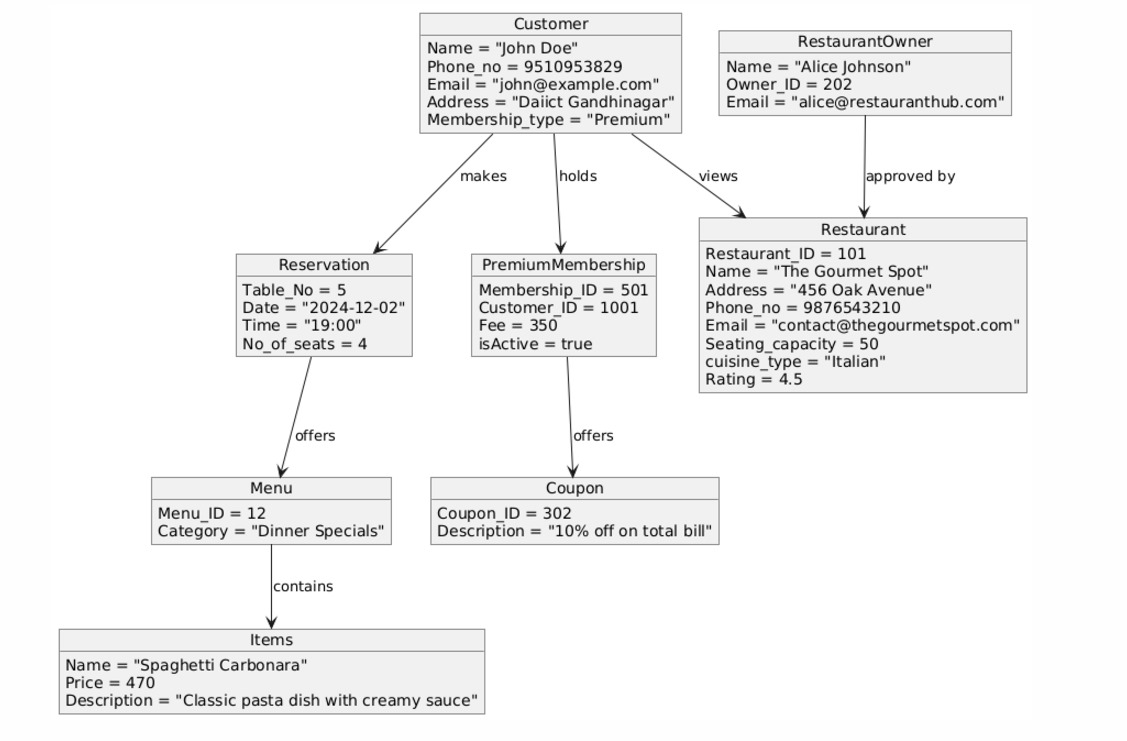 Customer
Name = "John Doe"
Phone_no = 9510953829
Email = "john@example.com"
Address = "Daiict Gandhinagar"
Membership_type = "Premium"
RestaurantOwner
Name = "Alice Johnson"
Owner_ID = 202
Email = "alice@restauranthub.com"
makes
holds
views
approved by
Reservation
Table_No = 5
Date = "2024-12-02"
Time = "19:00"
No_of_seats = 4
PremiumMembership
Membership_ID = 501
Customer_ID = 1001
Fee = 350
isActive = true
Restaurant
Restaurant_ID = 101
Name = "The Gourmet Spot"
Address = "456 Oak Avenue"
Phone_no = 9876543210
Email = "contact@thegourmetspot.com"
Seating_capacity = 50
cuisine_type = "Italian"
Rating = 4.5
offers
offers
Menu
Menu_ID = 12
Category = "Dinner Specials"
Coupon
Coupon_ID = 302
Description = "10% off on total bill"
contains
Items
Name = "Spaghetti Carbonara"
Price = 470
Description = "Classic pasta dish with creamy sauce"